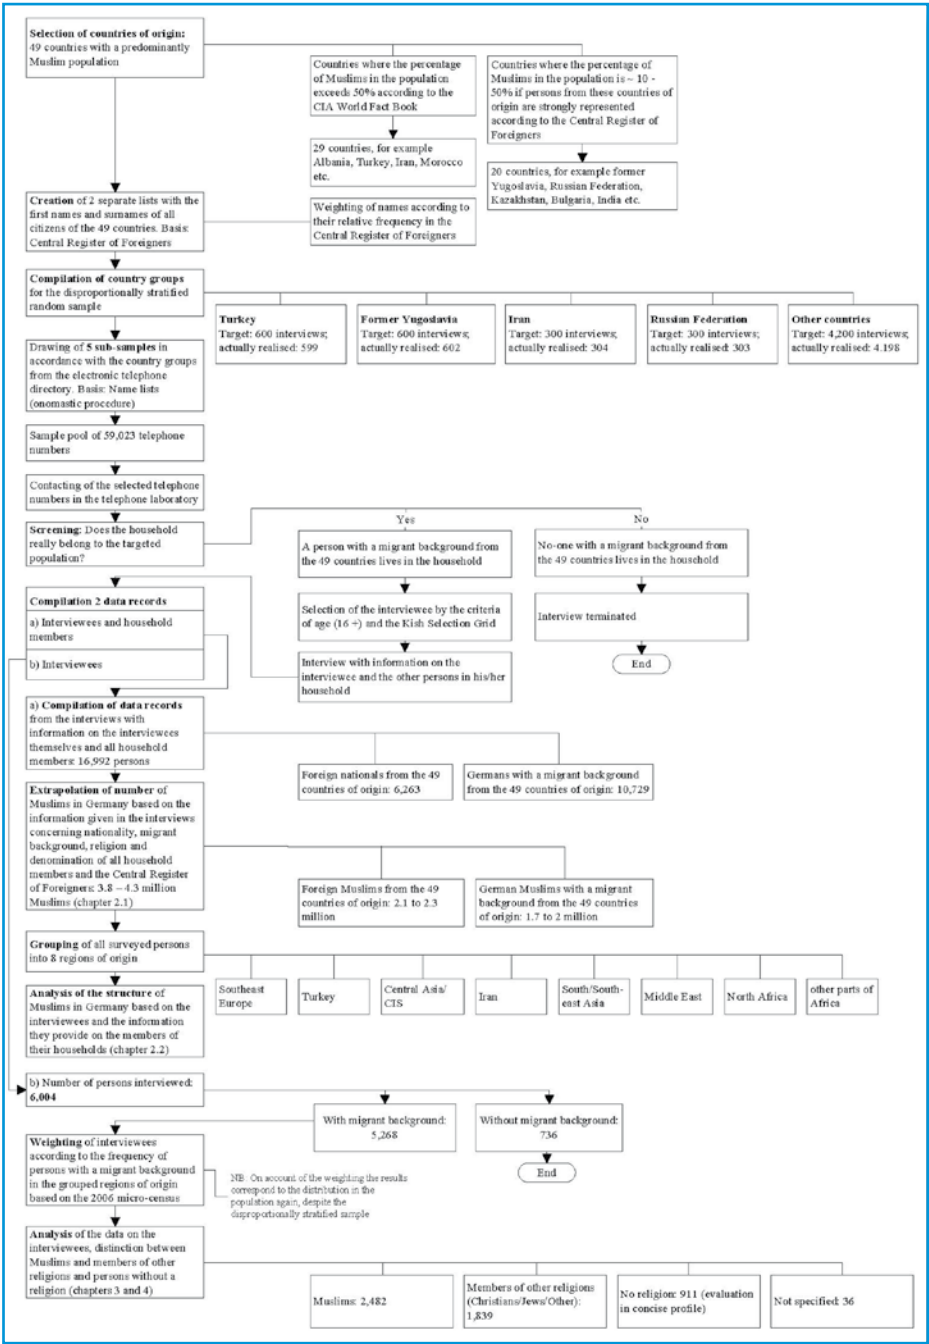 Selection of countries of origin:
49 countries with a predominantly
Muslim population
Countries where the percentage
of Muslims in the population
exceeds 50% according to the
CIA World Fact Book
Countries where the percentage of
Muslims in the population is ~ 10 -
50% if persons from these countries of
origin are strongly represented
according to the Central Register of
Foreigners
29 countries, for example
Albania, Turkey, Iran, Morocco
etc.
20 countries, for example former
Yugoslavia, Russian Federation,
Kazakhstan, Bulgaria, India etc.
Creation of 2 separate lists with the
first names and surnames of all
citizens of the 49 countries. Basis:
Central Register of Foreigners
Weighting of names according to
their relative frequency in the
Central Register of Foreigners
Compilation of country groups
for the disproportionally stratified
random sample
Turkey
Target: 600 interviews;
actually realised: 599
Former Yugoslavia
Target: 600 interviews;
actually realised: 602
Iran
Target: 300 interviews;
actually realised: 304
Russian Federation
Target: 300 interviews;
actually realised: 303
Other countries
Target: 4,200 interviews;
actually realised: 4.198
Drawing of 5 sub-samples in
accordance with the country groups
from the electronic telephone
directory. Basis: Name lists
(onomastic procedure)
Sample pool of 59,023 telephone
numbers
Contacting of the selected telephone
numbers in the telephone laboratory
Screening: Does the household
really belong to the targeted
population?
Yes
No
A person with a migrant background from
the 49 countries lives in the household
No-one with a migrant background from
the 49 countries lives in the household
Compilation 2 data records
a) Interviewees and household
members
b) Interviewees
Selection of the interviewee by the criteria
of age (16 +) and the Kish Selection Grid
Interview terminated
Interview with information on the
interviewee and the other persons in his/her
household
End
a) Compilation of data records
from the interviews with
information on the interviewees
themselves and all household
members: 16,992 persons
Foreign nationals from the 49
countries of origin: 6,263
Germans with a migrant background
from the 49 countries of origin: 10,729
Extrapolation of number of
Muslims in Germany based on the
information given in the interviews
concerning nationality, migrant
background, religion and
denomination of all household
members and the Central Register
of Foreigners: 3.8 – 4.3 million
Muslims (chapter 2.1)
Foreign Muslims from the 49
countries of origin: 2.1 to 2.3
million
German Muslims with a migrant
background from the 49 countries
of origin: 1.7 to 2 million
Grouping of all surveyed persons
into 8 regions of origin
Southeast
Europe
Turkey
Central Asia/
CIS
Iran
South/South-
east Asia
Middle East
North Africa
other parts of
Africa
Analysis of the structure of
Muslims in Germany based on the
interviewees and the information
they provide on the members of
their households (chapter 2.2)
b) Number of persons interviewed:
6,004
With migrant background:
5,268
Without migrant background:
736
End
Weighting of interviewees
according to the frequency of
persons with a migrant background
in the grouped regions of origin
based on the 2006 micro-census
NB: On account of the weighting the results
correspond to the distribution in the
population again, despite the
disproportionally stratified sample
Analysis of the data on the
interviewees, distinction between
Muslims and members of other
religions and persons without a
religion (chapters 3 and 4)
Muslims: 2,482
Members of other religions
(Christians/Jews/Other):
1,839
No religion: 911 (evaluation
in concise profile)
Not specified: 36